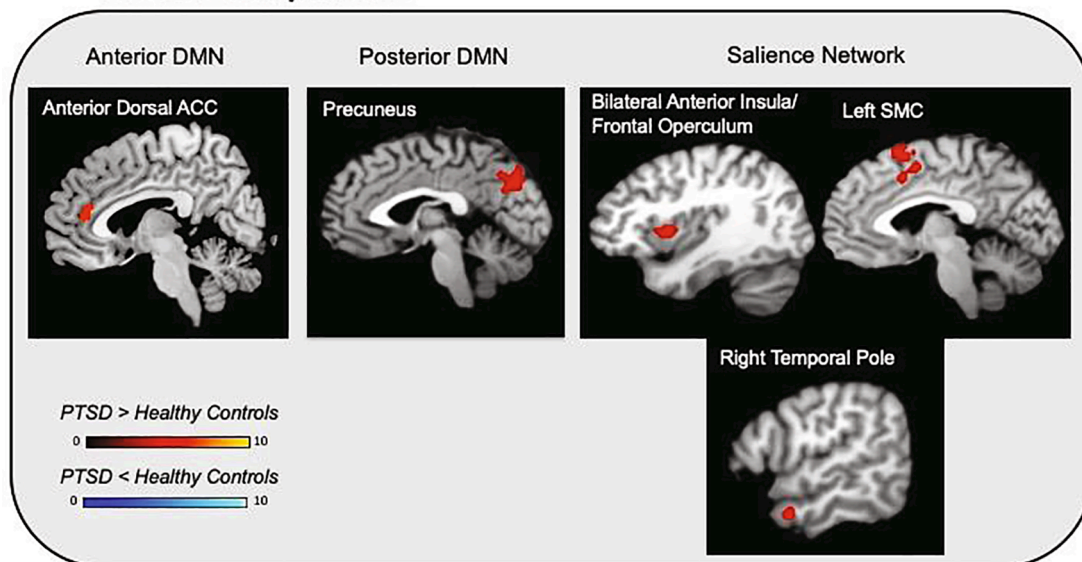 Anterior DMN
Posterior DMN
Salience Network
Anterior Dorsal ACC
Precuneus
Bilateral Anterior Insula/
Frontal Operculum
Left SMC
Right Temporal Pole
PTSD > Healthy Controls
0 10
PTSD < Healthy Controls
0 10